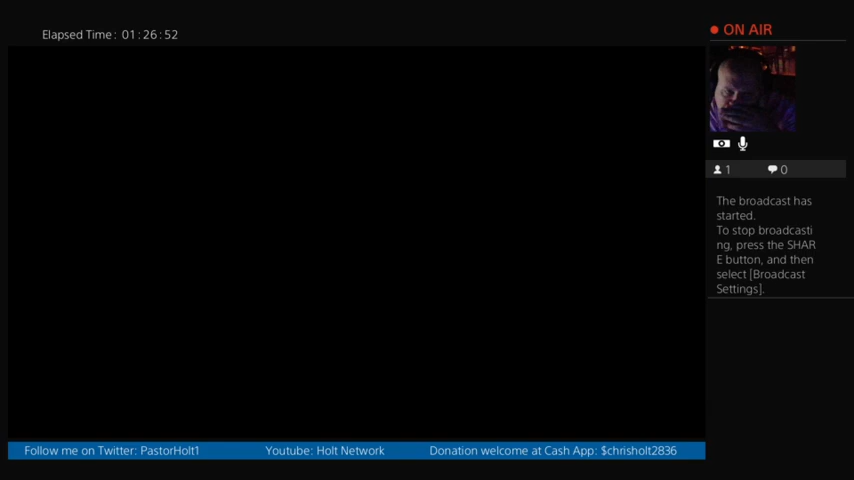 Elapsed Time: 01:26:52
ON AIR
1 0
The broadcast has
started.
To stop broadcasti
ng, press the SHAR
E button, and then
select [Broadcast
Settings].
Follow me on Twitter: PastorHolt1 Youtube: Holt Network Donation welcome at Cash App: $chrisholt2836